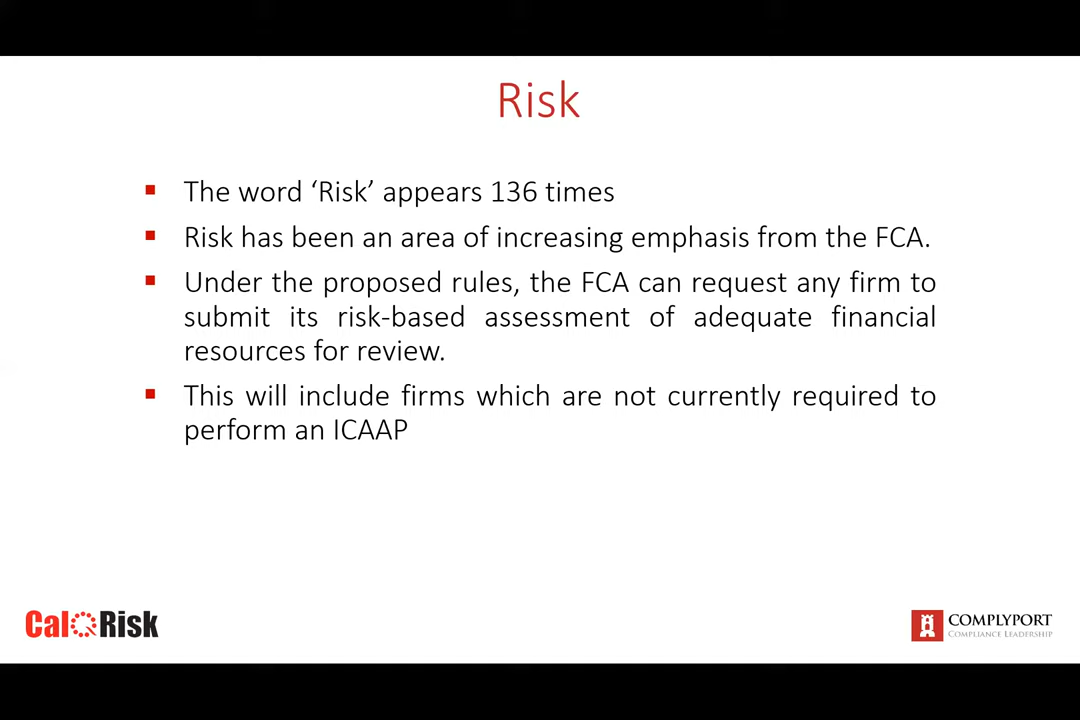 Risk
▪ The word ‘Risk’ appears 136 times
▪ Risk has been an area of increasing emphasis from the FCA.
▪ Under the proposed rules, the FCA can request any firm to
submit its risk-based assessment of adequate financial
resources for review.
▪ This will include firms which are not currently required to
perform an ICAAP
CalQRisk
COMPLYPORT
COMPLIANCE LEADERSHIP